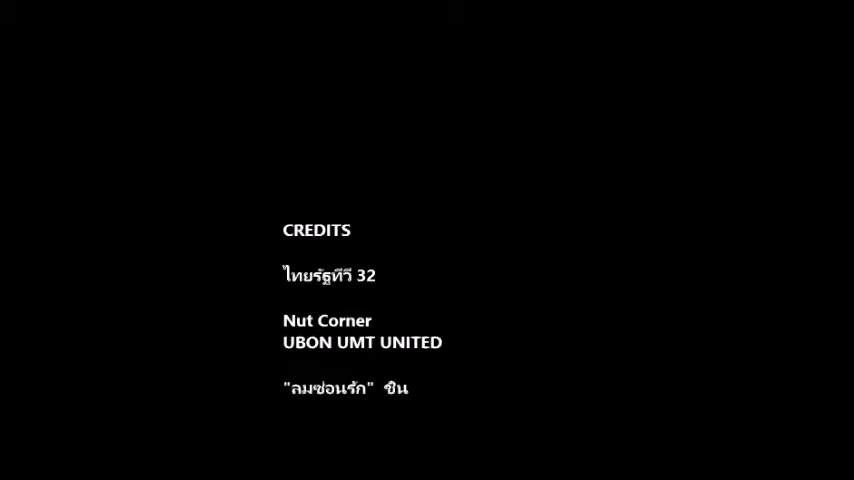 CREDITS
ไทยรัฐทีวี 32
Nut Corner
UBON UMT UNITED
"ลมซ่อนรัก" ชิน